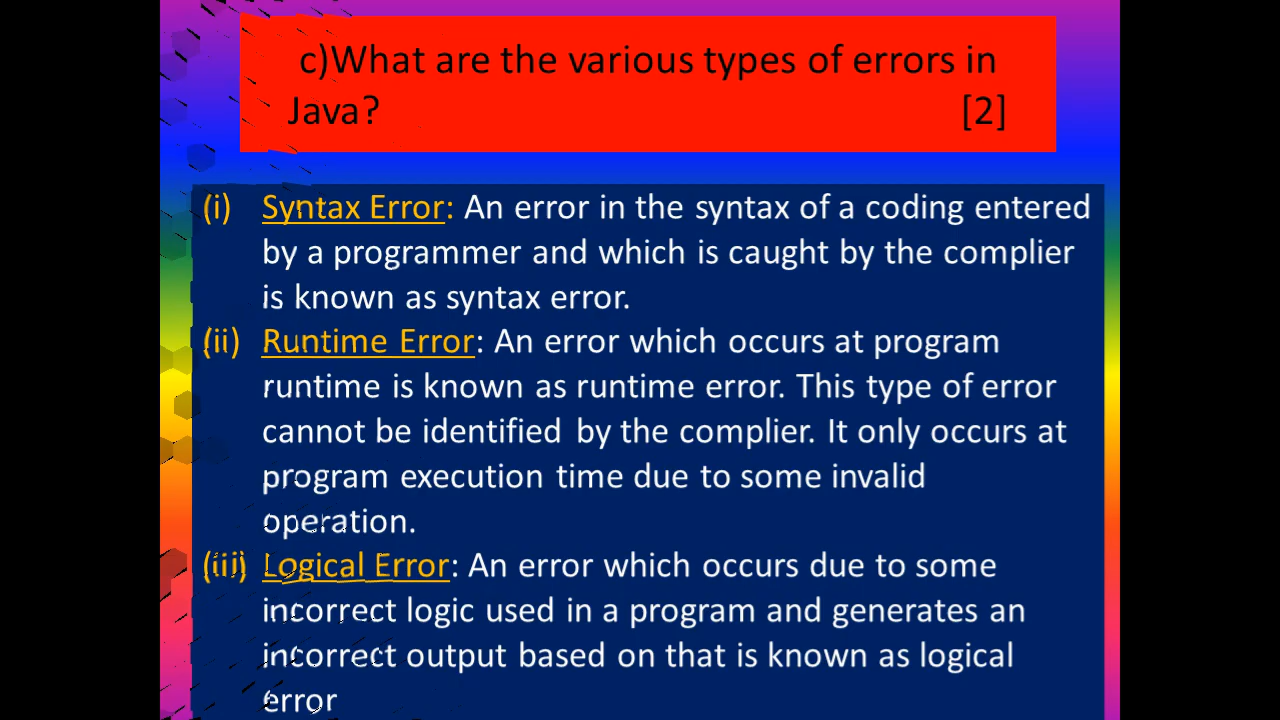 c)What are the various types of errors in
Java? [2]
(i) Syntax Error: An error in the syntax of a coding entered
by a programmer and which is caught by the complier
is known as syntax error.
(ii) Runtime Error: An error which occurs at program
runtime is known as runtime error. This type of error
cannot be identified by the complier. It only occurs at
program execution time due to some invalid
operation.
(iii) Logical Error: An error which occurs due to some
incorrect logic used in a program and generates an
incorrect output based on that is known as logical
error